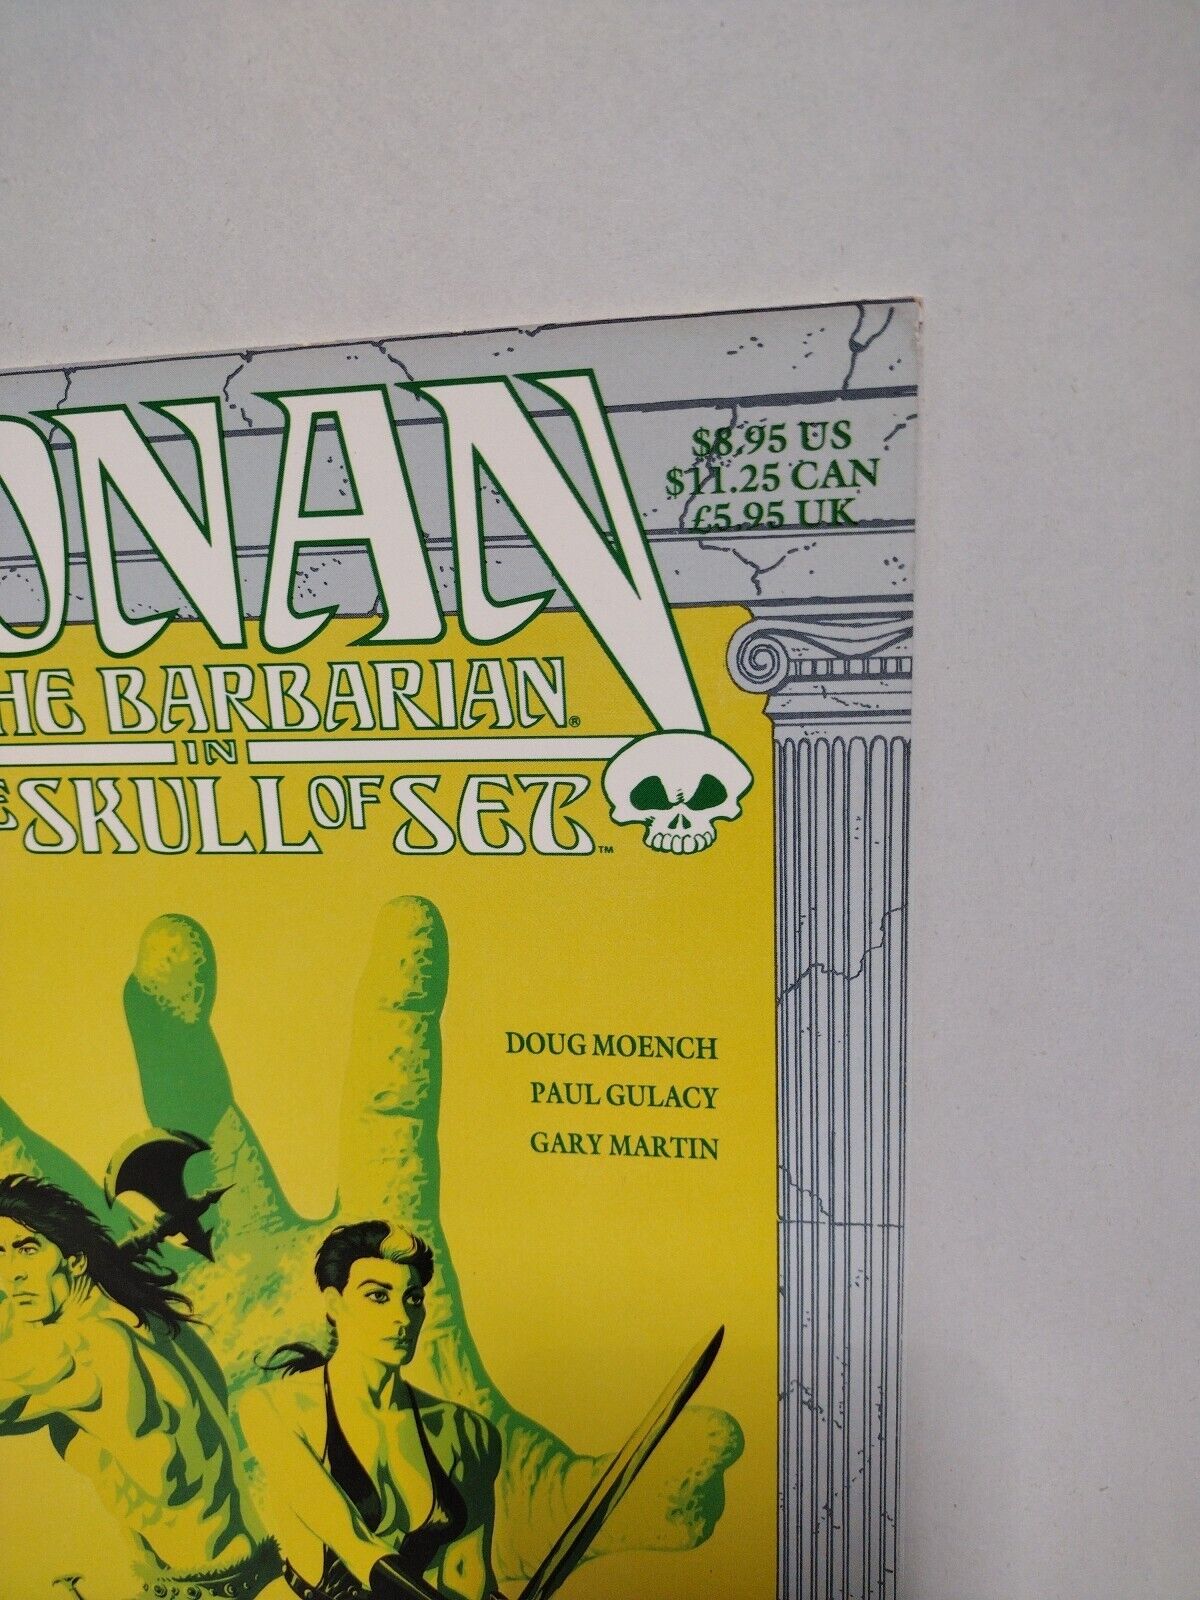 ONAN
$8.95 US
$11.25 CAN
£5.95 UK
HE BARBARIAN®
IN
E SKULL OF SET™
DOUG MOENCH
PAUL GULACY
GARY MARTIN